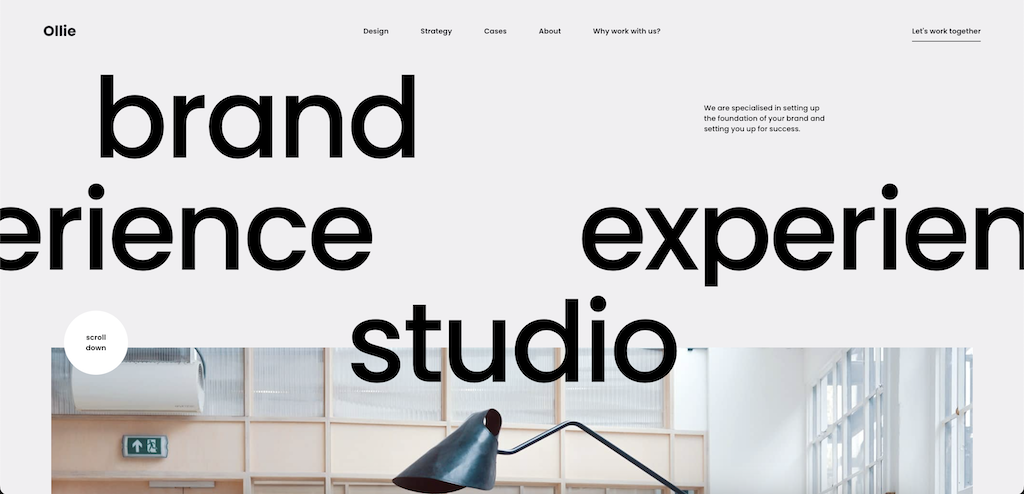 Ollie
Design Strategy Cases About Why work with us?
Let's work together
brand
We are specialised in setting up
the foundation of your brand and
setting you up for success.
erience experien
studio
scroll
down